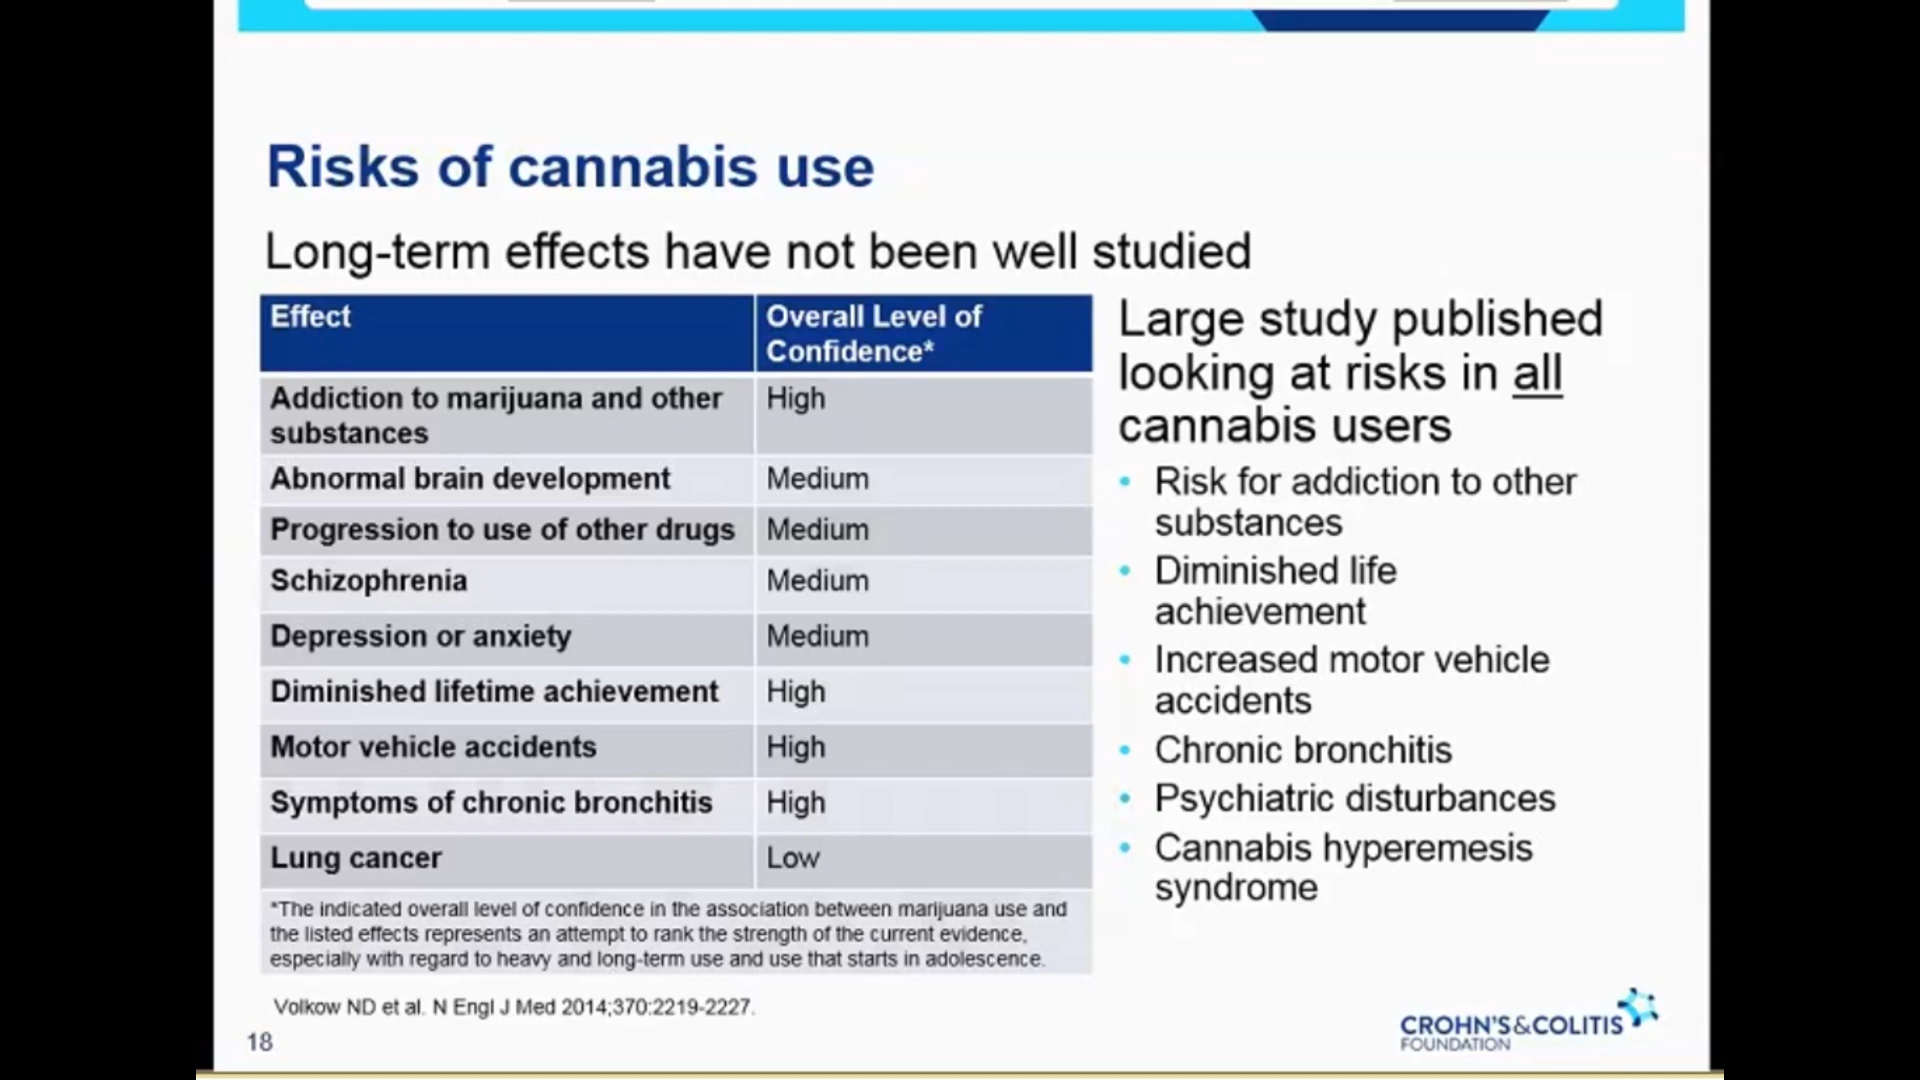 Risks of cannabis use
Long-term effects have not been well studied
Effect
Overall Level of
Confidence*
Addiction to marijuana and other
substances
High
Abnormal brain development
Medium
Progression to use of other drugs
Medium
Schizophrenia
Medium
Depression or anxiety
Medium
Diminished lifetime achievement
High
Motor vehicle accidents
High
Symptoms of chronic bronchitis
High
Lung cancer
Low
*The indicated overall level of confidence in the association between marijuana use and
the listed effects represents an attempt to rank the strength of the current evidence,
especially with regard to heavy and long-term use and use that starts in adolescence.
Large study published
looking at risks in all
cannabis users
• Risk for addiction to other
substances
• Diminished life
achievement
• Increased motor vehicle
accidents
• Chronic bronchitis
• Psychiatric disturbances
• Cannabis hyperemesis
syndrome
Volkow ND et al. N Engl J Med 2014;370:2219-2227.
18
CROHN'S&COLITIS
FOUNDATION